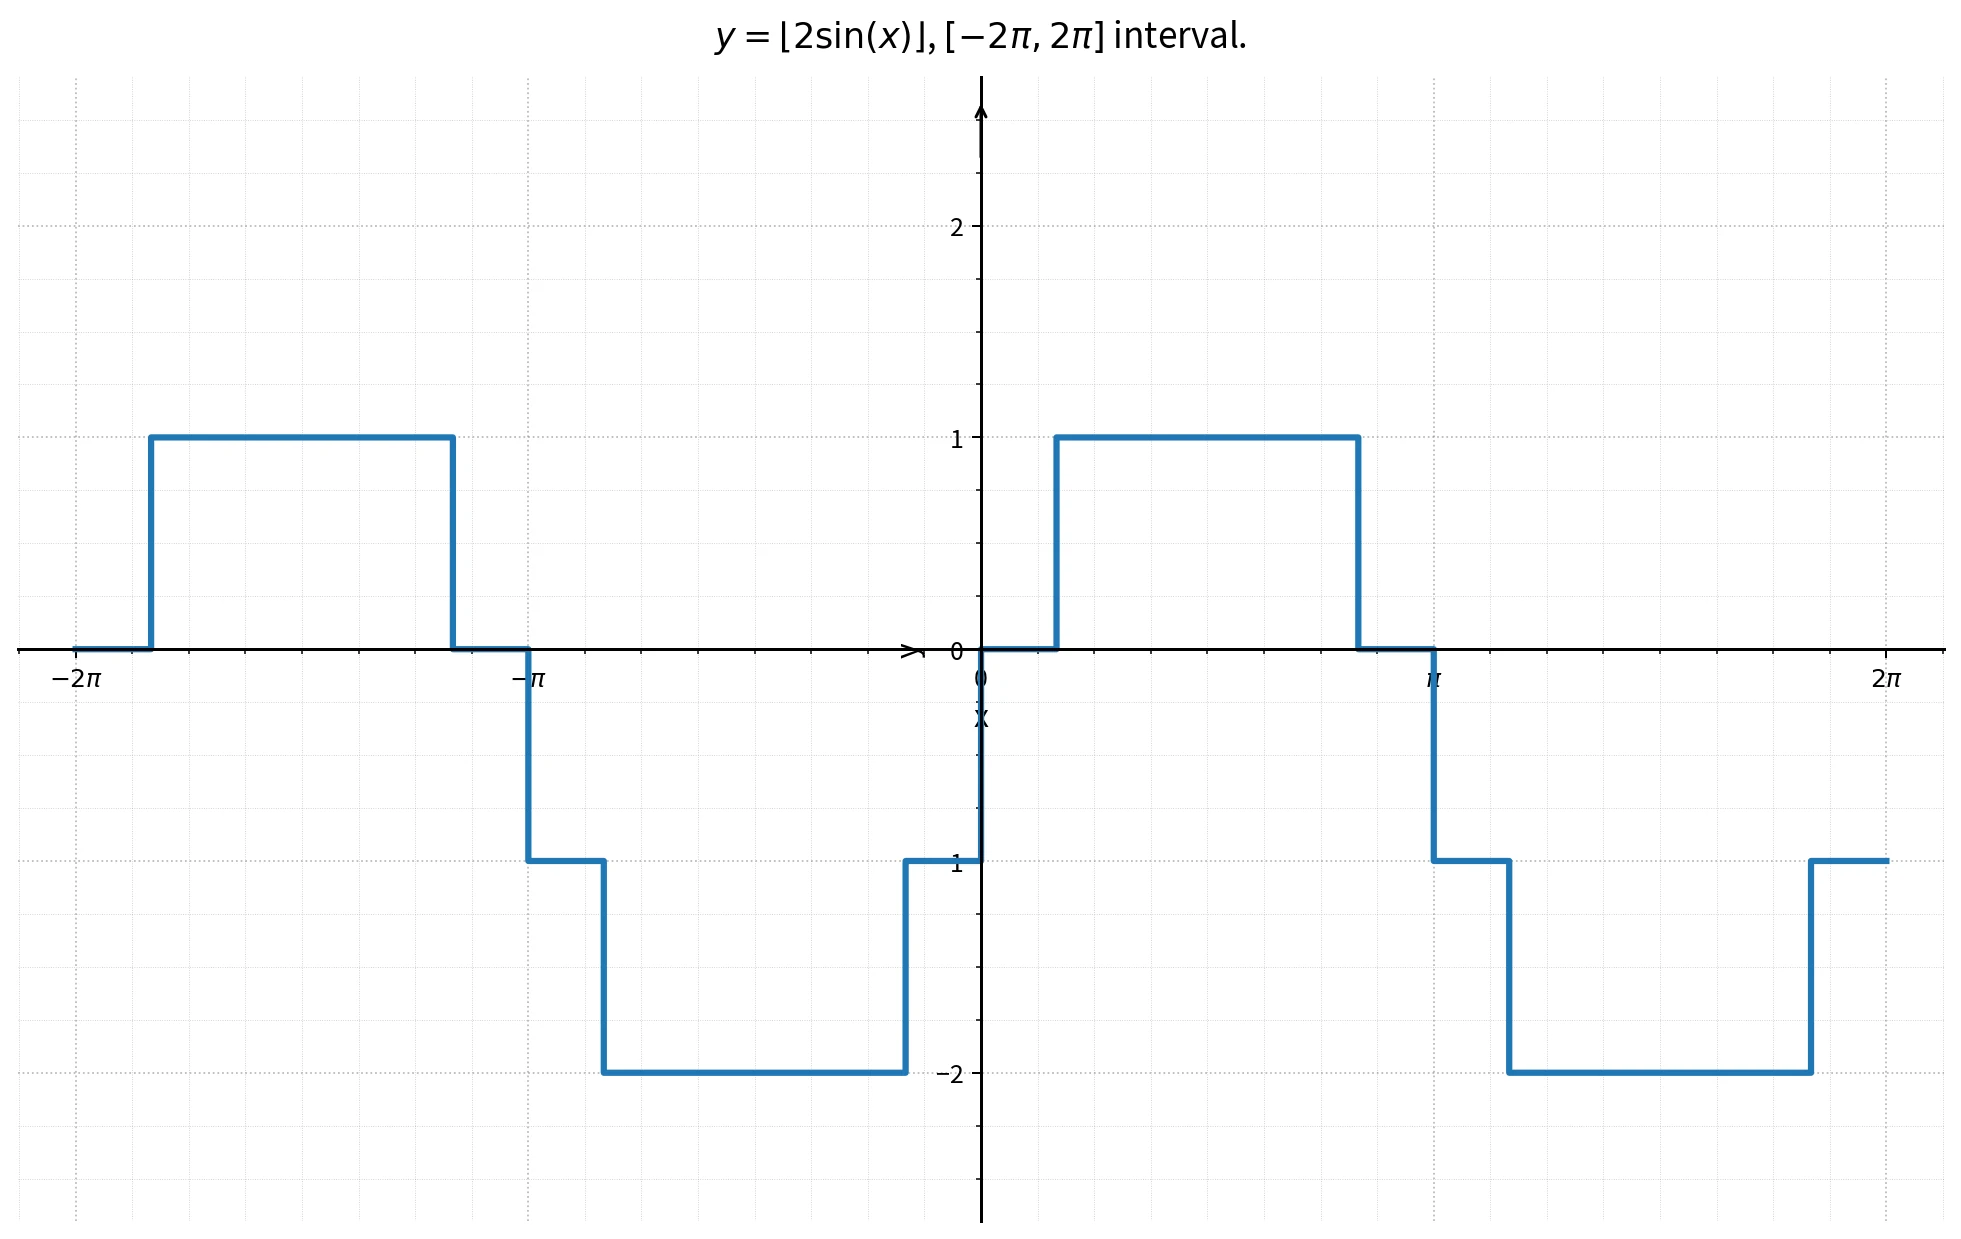 y = ⌊2sin(x)⌋, [−2π, 2π] interval.
2
1
y
0
−2π
−π
0
π
2π
x
1
−2